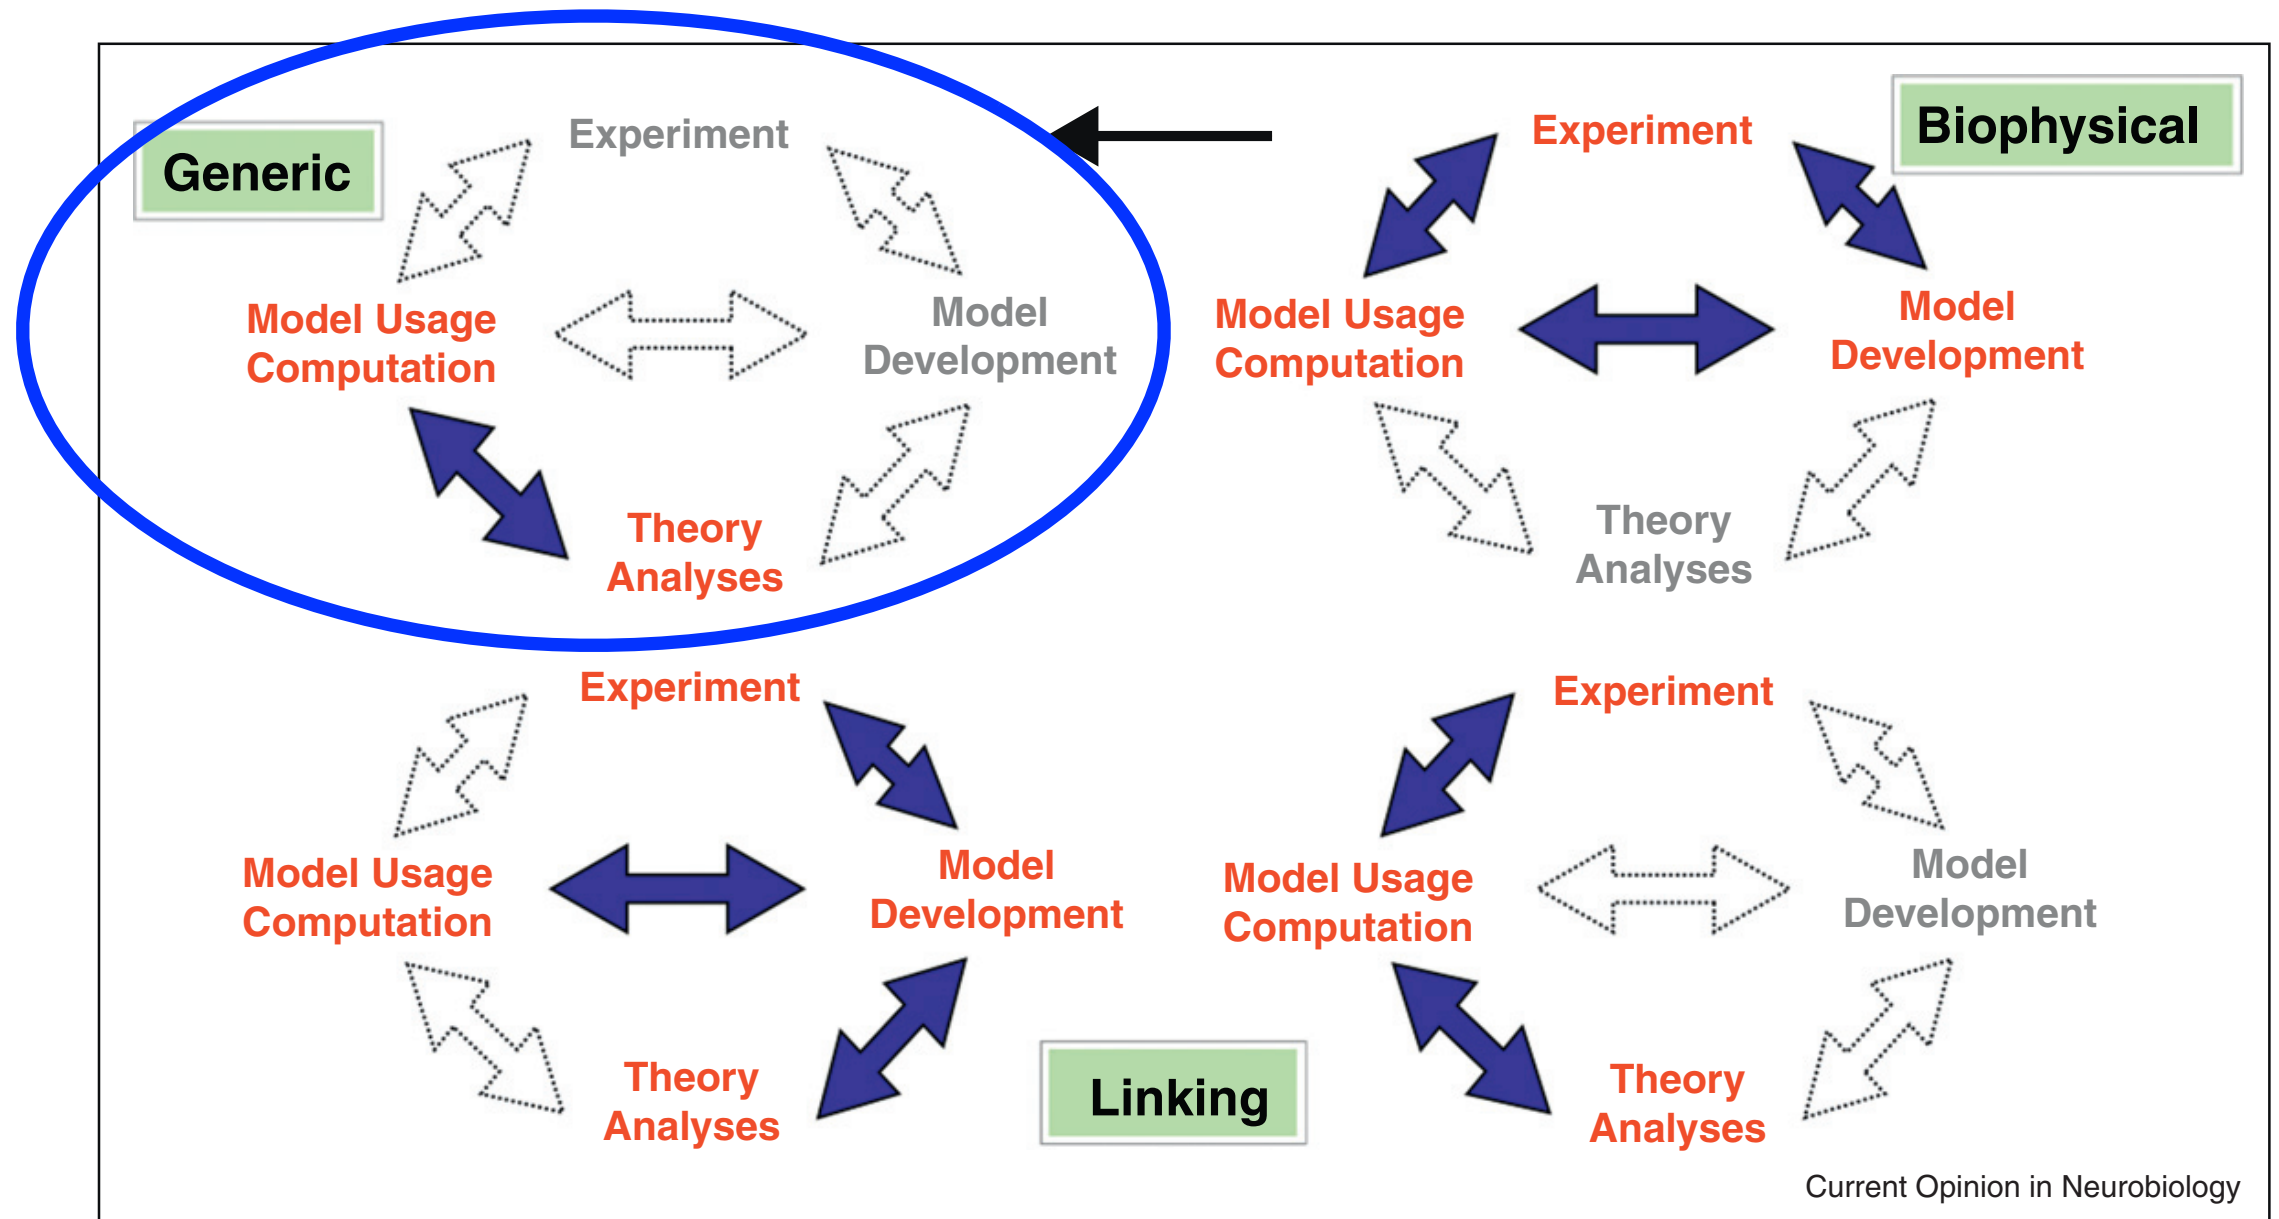 Generic
Experiment
Model Usage
Computation
Model
Development
Theory
Analyses
Biophysical
Experiment
Model Usage
Computation
Model
Development
Theory
Analyses
Experiment
Model Usage
Computation
Model
Development
Theory
Analyses
Linking
Experiment
Model Usage
Computation
Model
Development
Theory
Analyses
Current Opinion in Neurobiology